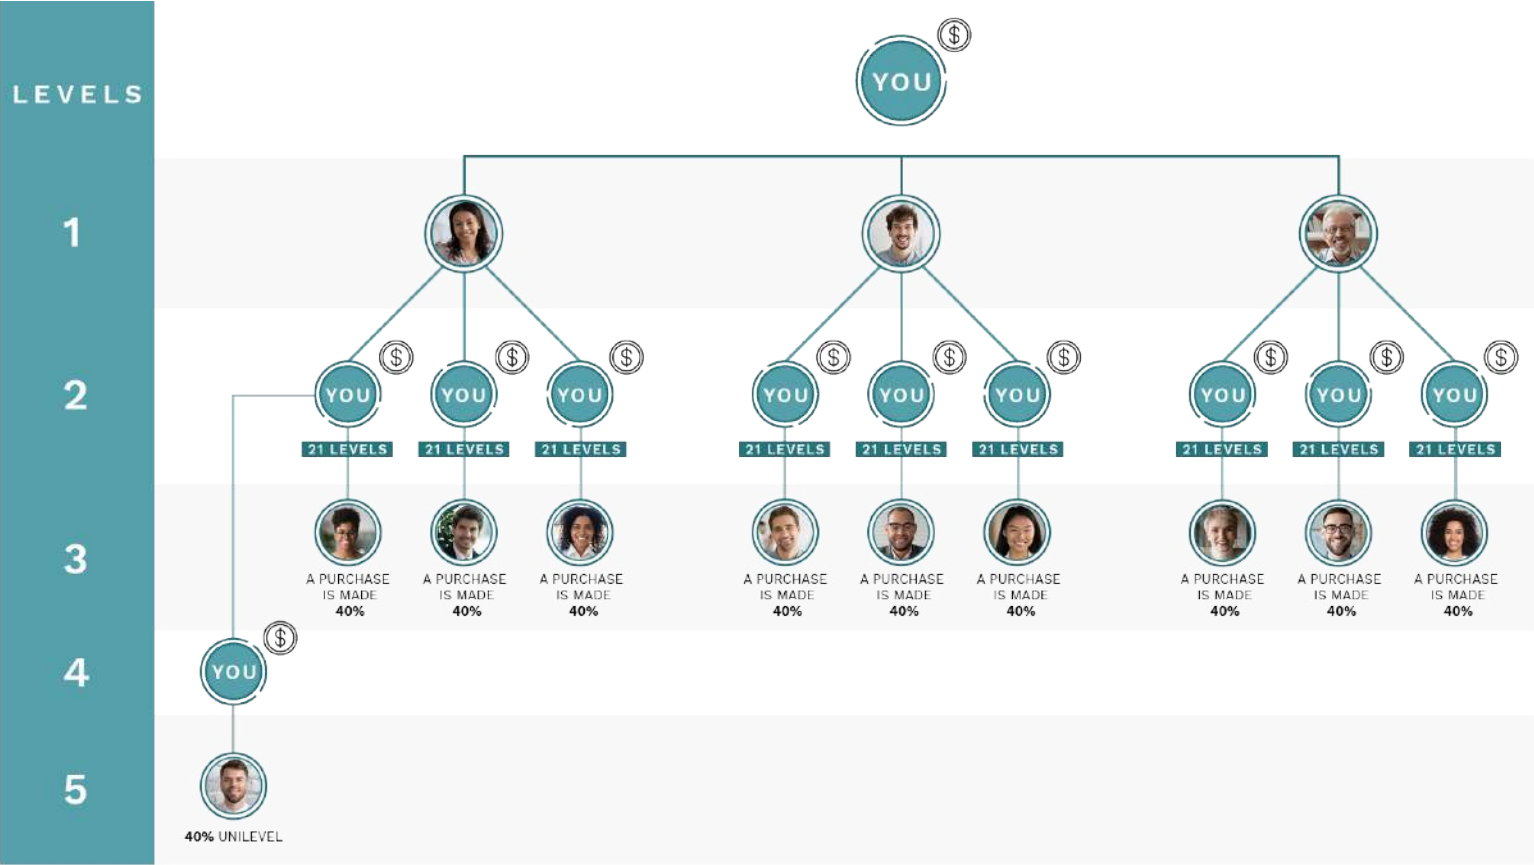 LEVELS
$
YOU
1
$ $ $ $ $ $ $ $ $
2
YOU YOU YOU YOU YOU YOU YOU YOU YOU
21 LEVELS 21 LEVELS 21 LEVELS 21 LEVELS 21 LEVELS 21 LEVELS 21 LEVELS 21 LEVELS 21 LEVELS
3
A PURCHASE A PURCHASE A PURCHASE A PURCHASE A PURCHASE A PURCHASE A PURCHASE A PURCHASE A PURCHASE
IS MADE IS MADE IS MADE IS MADE IS MADE IS MADE IS MADE IS MADE IS MADE
40% 40% 40% 40% 40% 40% 40% 40% 40%
$
4
YOU
5
40% UNILEVEL